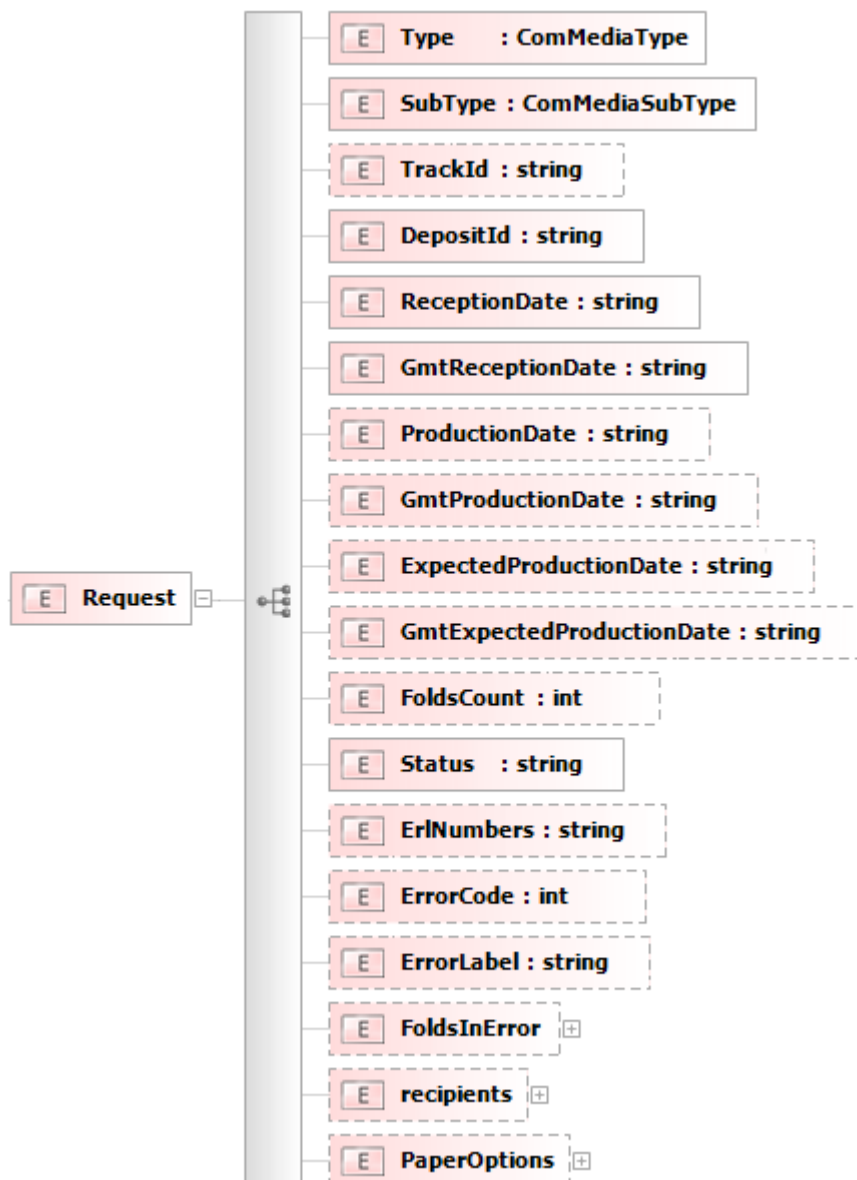 E Type : ComMediaType
E SubType : ComMediaSubType
E TrackId : string
E DepositId : string
E ReceptionDate : string
E GmtReceptionDate : string
E ProductionDate : string
E GmtProductionDate : string
E ExpectedProductionDate : string
E Request
E GmtExpectedProductionDate : string
E FoldsCount : int
E Status : string
E ErlNumbers : string
E ErrorCode : int
E ErrorLabel : string
E FoldsInError
E recipients
E PaperOptions